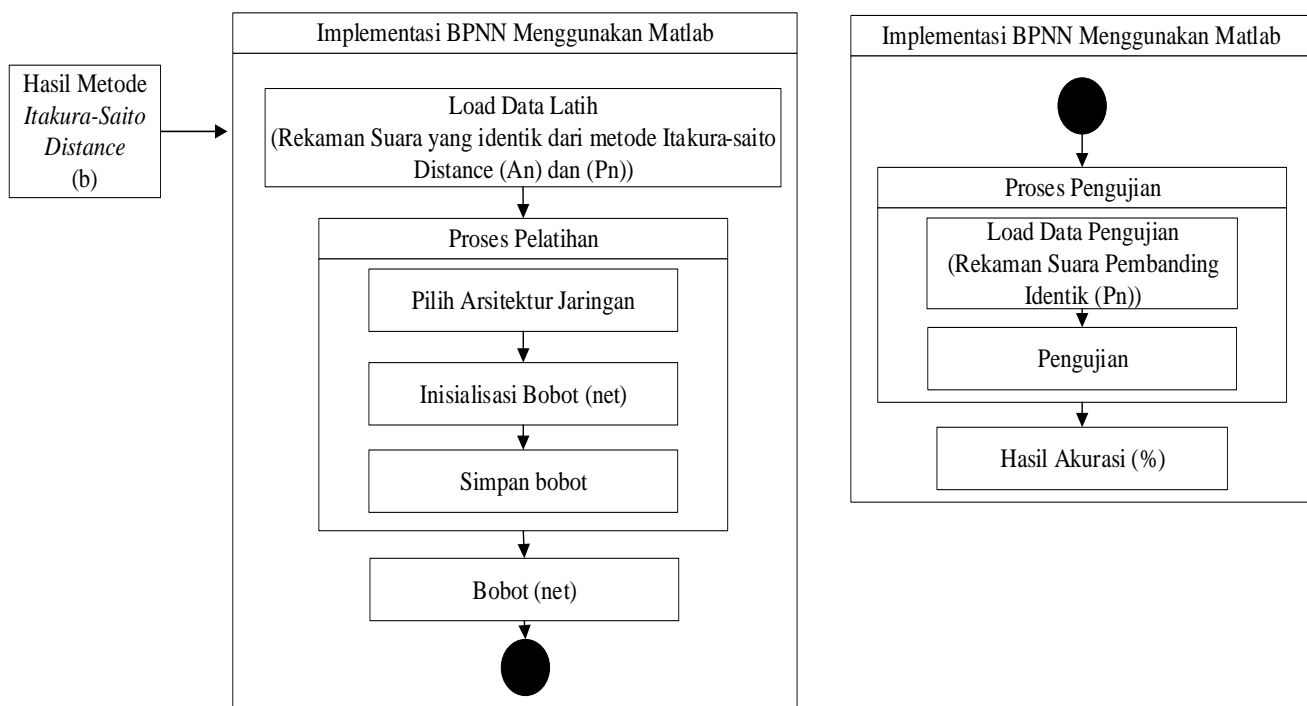 Hasil Metode
Itakura-Saito
Distance
(b)
Implementasi BPNN Menggunakan Matlab
Load Data Latih
(Rekaman Suara yang identik dari metode Itakura-saito
Distance (An) dan (Pn))
Proses Pelatihan
Pilih Arsitektur Jaringan
Inisialisasi Bobot (net)
Simpan bobot
Bobot (net)
Implementasi BPNN Menggunakan Matlab
Proses Pengujian
Load Data Pengujian
(Rekaman Suara Pembanding
Identik (Pn))
Pengujian
Hasil Akurasi (%)